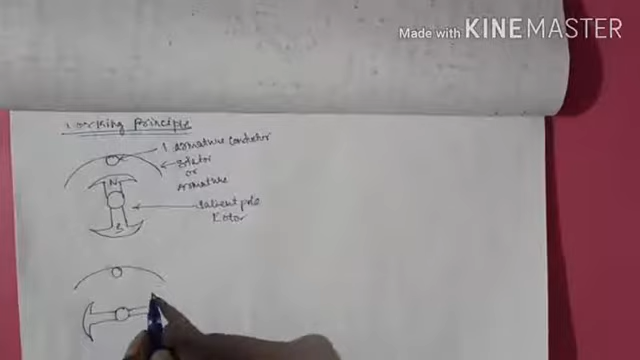 Made with KINEMASTER
Working Principle
1 armature conductor
stator
or
armature
N
Salient pole
Rotor
S